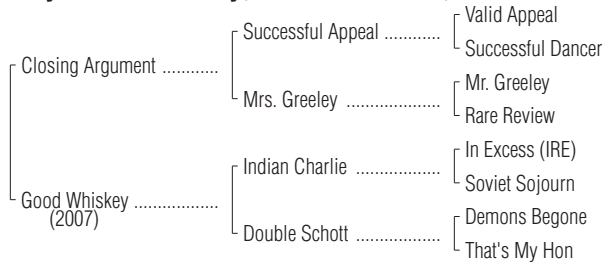 Valid Appeal
Successful Appeal ............
Successful Dancer
Closing Argument ............
Mr. Greeley
Mrs. Greeley ....................
Rare Review
In Excess (IRE)
Indian Charlie ..................
Soviet Sojourn
Good Whiskey ..................
(2007)
Demons Begone
Double Schott ..................
That's My Hon